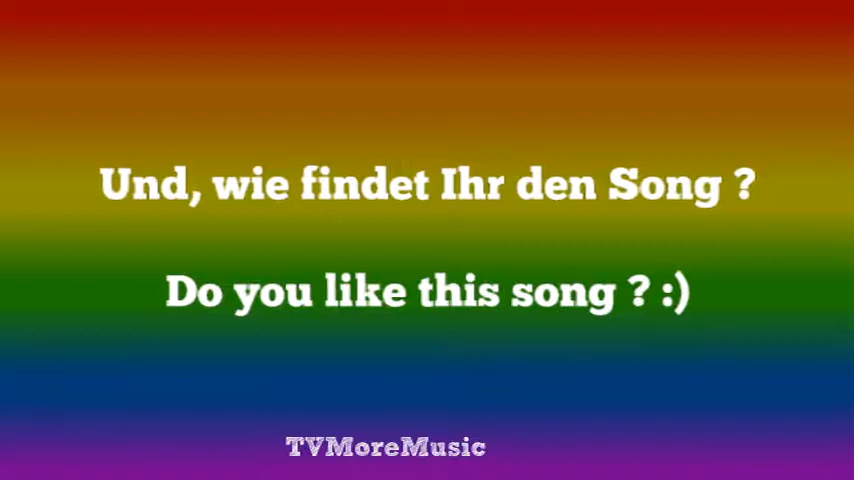 Und, wie findet Ihr den Song ?
Do you like this song ? :)
TVMoreMusic